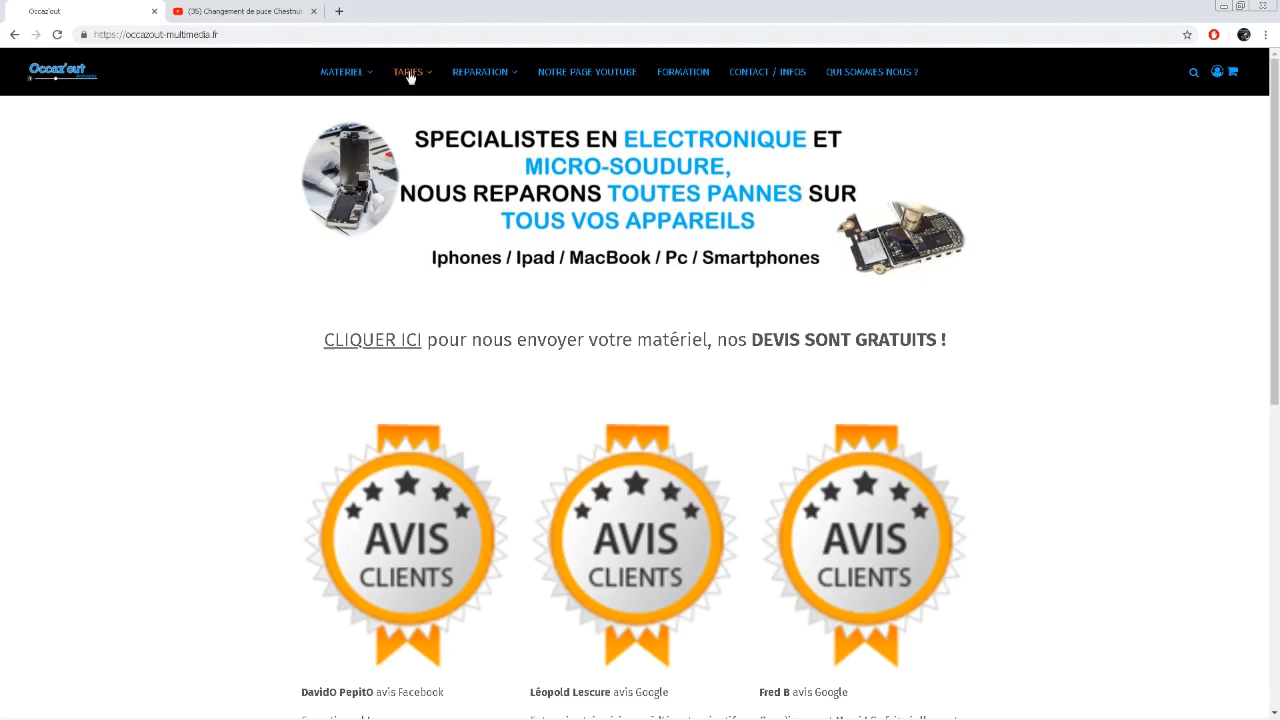 Occaz'out
(35) Changement de puce Chestnut
https://occazout-multimedia.fr
Occaz'out
MATERIEL
TARIFS
REPARATION
NOTRE PAGE YOUTUBE
FORMATION
CONTACT / INFOS
QUI SOMMES NOUS ?
SPECIALISTES EN ELECTRONIQUE ET
MICRO-SOUDURE,
NOUS REPARONS TOUTES PANNES SUR
TOUS VOS APPAREILS
Iphones / Ipad / MacBook / Pc / Smartphones
CLIQUER ICI pour nous envoyer votre matériel, nos DEVIS SONT GRATUITS !
AVIS
CLIENTS
AVIS
CLIENTS
AVIS
CLIENTS
DavidO PepitO avis Facebook
Léopold Lescure avis Google
Fred B avis Google